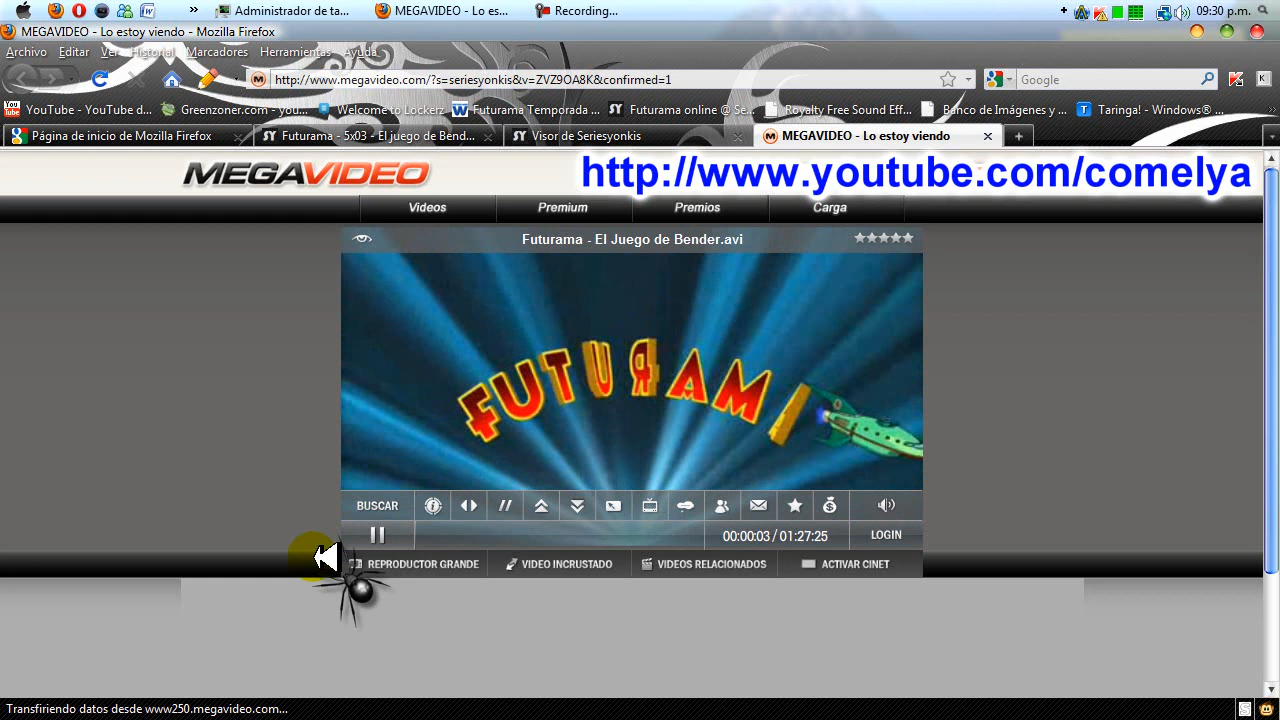 Administrador de ta...
MEGAVIDEO - Lo es...
Recording...
09:30 p.m.
MEGAVIDEO - Lo estoy viendo - Mozilla Firefox
Archivo Editar Ver Historial Marcadores Herramientas Ayuda
http://www.megavideo.com/?s=seriesyonkis&v=ZVZ9OA8K&confirmed=1
Google
YouTube - YouTube d...
Greenzoner.com - you...
Welcome to Lockerz
Futurama Temporada ...
Futurama online @ Se...
Royalty Free Sound Eff...
Banco de Imágenes y ...
Taringa! - Windows® ...
Página de inicio de Mozilla Firefox
Futurama - 5x03 - El juego de Bend...
Visor de Seriesyonkis
MEGAVIDEO - Lo estoy viendo
MEGAVIDEO
http://www.youtube.com/comelya
Videos Premium Premios Carga
Futurama - El Juego de Bender.avi
FUTURAMA
BUSCAR
00:00:03 / 01:27:25
LOGIN
REPRODUCTOR GRANDE
VIDEO INCRUSTADO
VIDEOS RELACIONADOS
ACTIVAR CINET
Transfiriendo datos desde www250.megavideo.com...